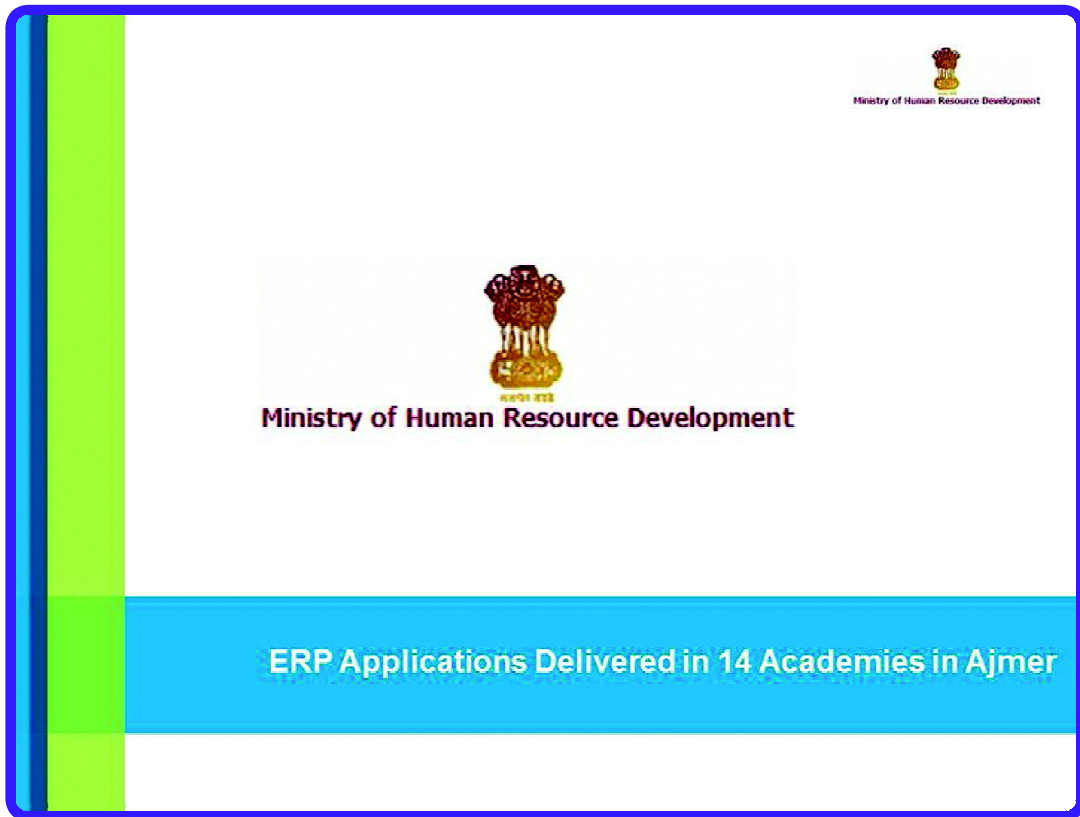 Ministry of Human Resource Development
Ministry of Human Resource Development
ERP Applications Delivered in 14 Academies in Ajmer